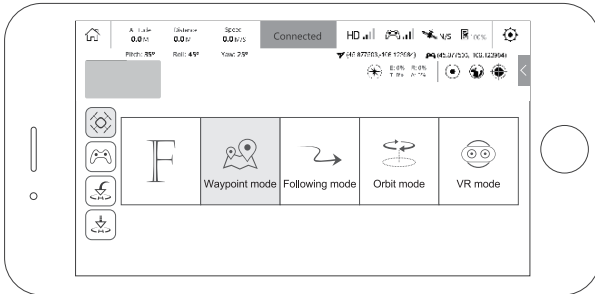 Altitude 0.0 M
Distance 0.0 M
Speed 0.0 M/S
Connected
HD
N/S
100%
Pitch: 35°
Roll: 45°
Yaw: 25°
F
Waypoint mode
Following mode
Orbit mode
VR mode